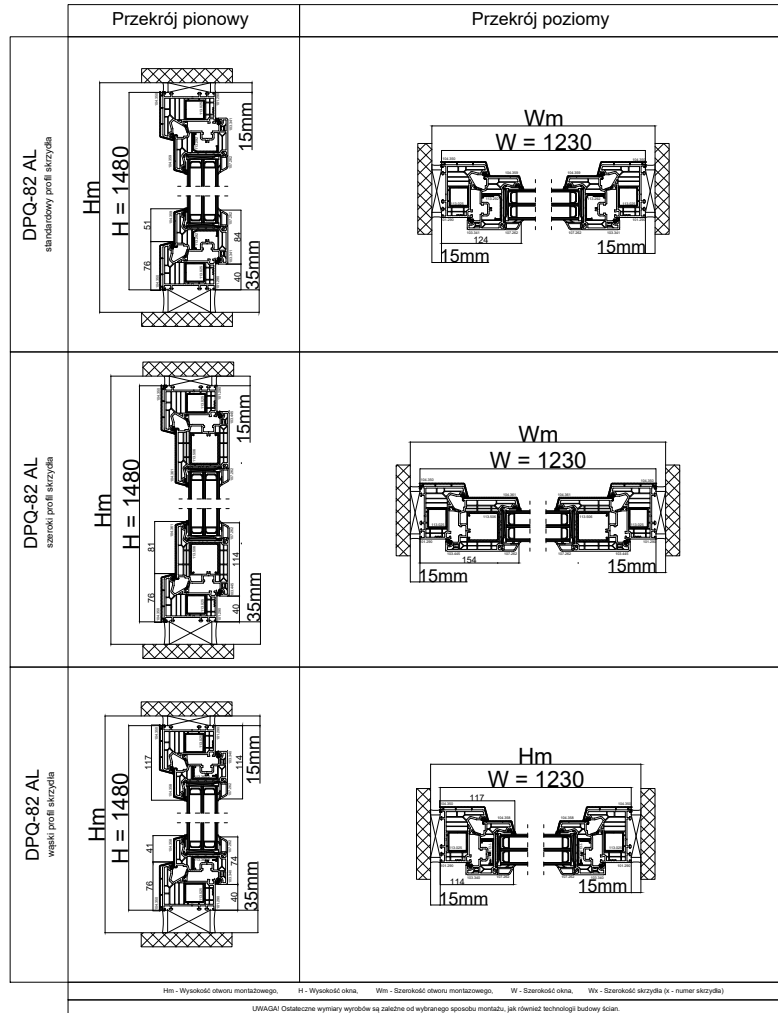 Przekrój pionowy
Przekrój poziomy
DPQ-82 AL
standardowy profil skrzydła
Hm
H = 1480
15mm
51
76
84
40
35mm
Wm
W = 1230
124
15mm
15mm
DPQ-82 AL
szeroki profil skrzydła
Hm
H = 1480
15mm
81
76
114
40
35mm
Wm
W = 1230
154
15mm
15mm
DPQ-82 AL
wąski profil skrzydła
Hm
H = 1480
117
114
15mm
41
76
74
40
35mm
Hm
W = 1230
117
114
15mm
15mm
Hm - Wysokość otworu montażowego, H - Wysokość okna, Wm - Szerokość otworu montażowego, W - Szerokość okna, Wx - Szerokość skrzydła (x - numer skrzydła)
UWAGA! Ostateczne wymiary wyrobów są zależne od wybranego sposobu montażu, jak również technologii budowy ścian.